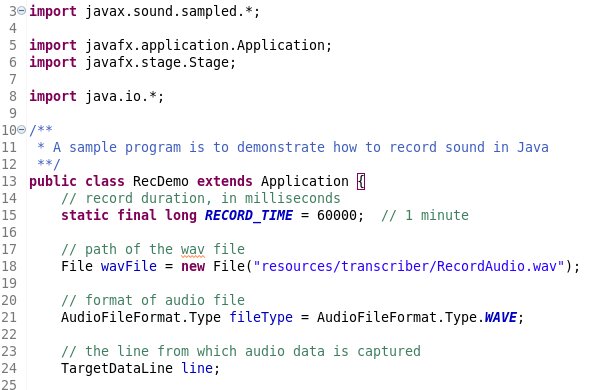 3 import javax.sound.sampled.*;
4
5 import javafx.application.Application;
6 import javafx.stage.Stage;
7
8 import java.io.*;
9
10 /**
11  * A sample program is to demonstrate how to record sound in Java
12  **/
13 public class RecDemo extends Application {
14     // record duration, in milliseconds
15     static final long RECORD_TIME = 60000;  // 1 minute
16
17     // path of the wav file
18     File wavFile = new File("resources/transcriber/RecordAudio.wav");
19
20     // format of audio file
21     AudioFileFormat.Type fileType = AudioFileFormat.Type.WAVE;
22
23     // the line from which audio data is captured
24     TargetDataLine line;
25